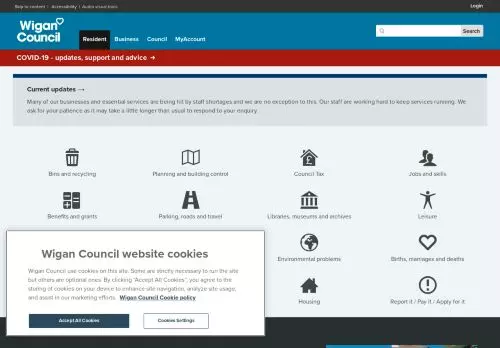 Skip to content | Accessibility | Audio visual tools
Login
Wigan
Council
Resident Business Council MyAccount
Search
COVID-19 - updates, support and advice →
Current updates →
Many of our businesses and essential services are being hit by staff shortages and we are no exception to this. Our staff are working hard to keep services running. We
ask for your patience as it may take a little longer than usual to respond to your enquiry.
Bins and recycling
Planning and building control
Council Tax
Jobs and skills
Benefits and grants
Parking, roads and travel
Libraries, museums and archives
Leisure
Environmental problems
Births, marriages and deaths
Housing
Report it / Pay it / Apply for it
Wigan Council website cookies
Wigan Council use cookies on this site. Some are strictly necessary to run the site
but others are optional ones. By clicking "Accept All Cookies", you agree to the
storing of cookies on your device to enhance site navigation, analyze site usage,
and assist in our marketing efforts. Wigan Council Cookie policy
Accept All Cookies
Cookies Settings